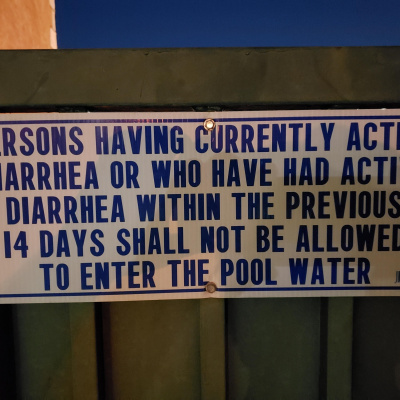 ERSONS HAVING CURRENTLY ACTI
IARRHEA OR WHO HAVE HAD ACTI
DIARRHEA WITHIN THE PREVIOUS
14 DAYS SHALL NOT BE ALLOWED
TO ENTER THE POOL WATER